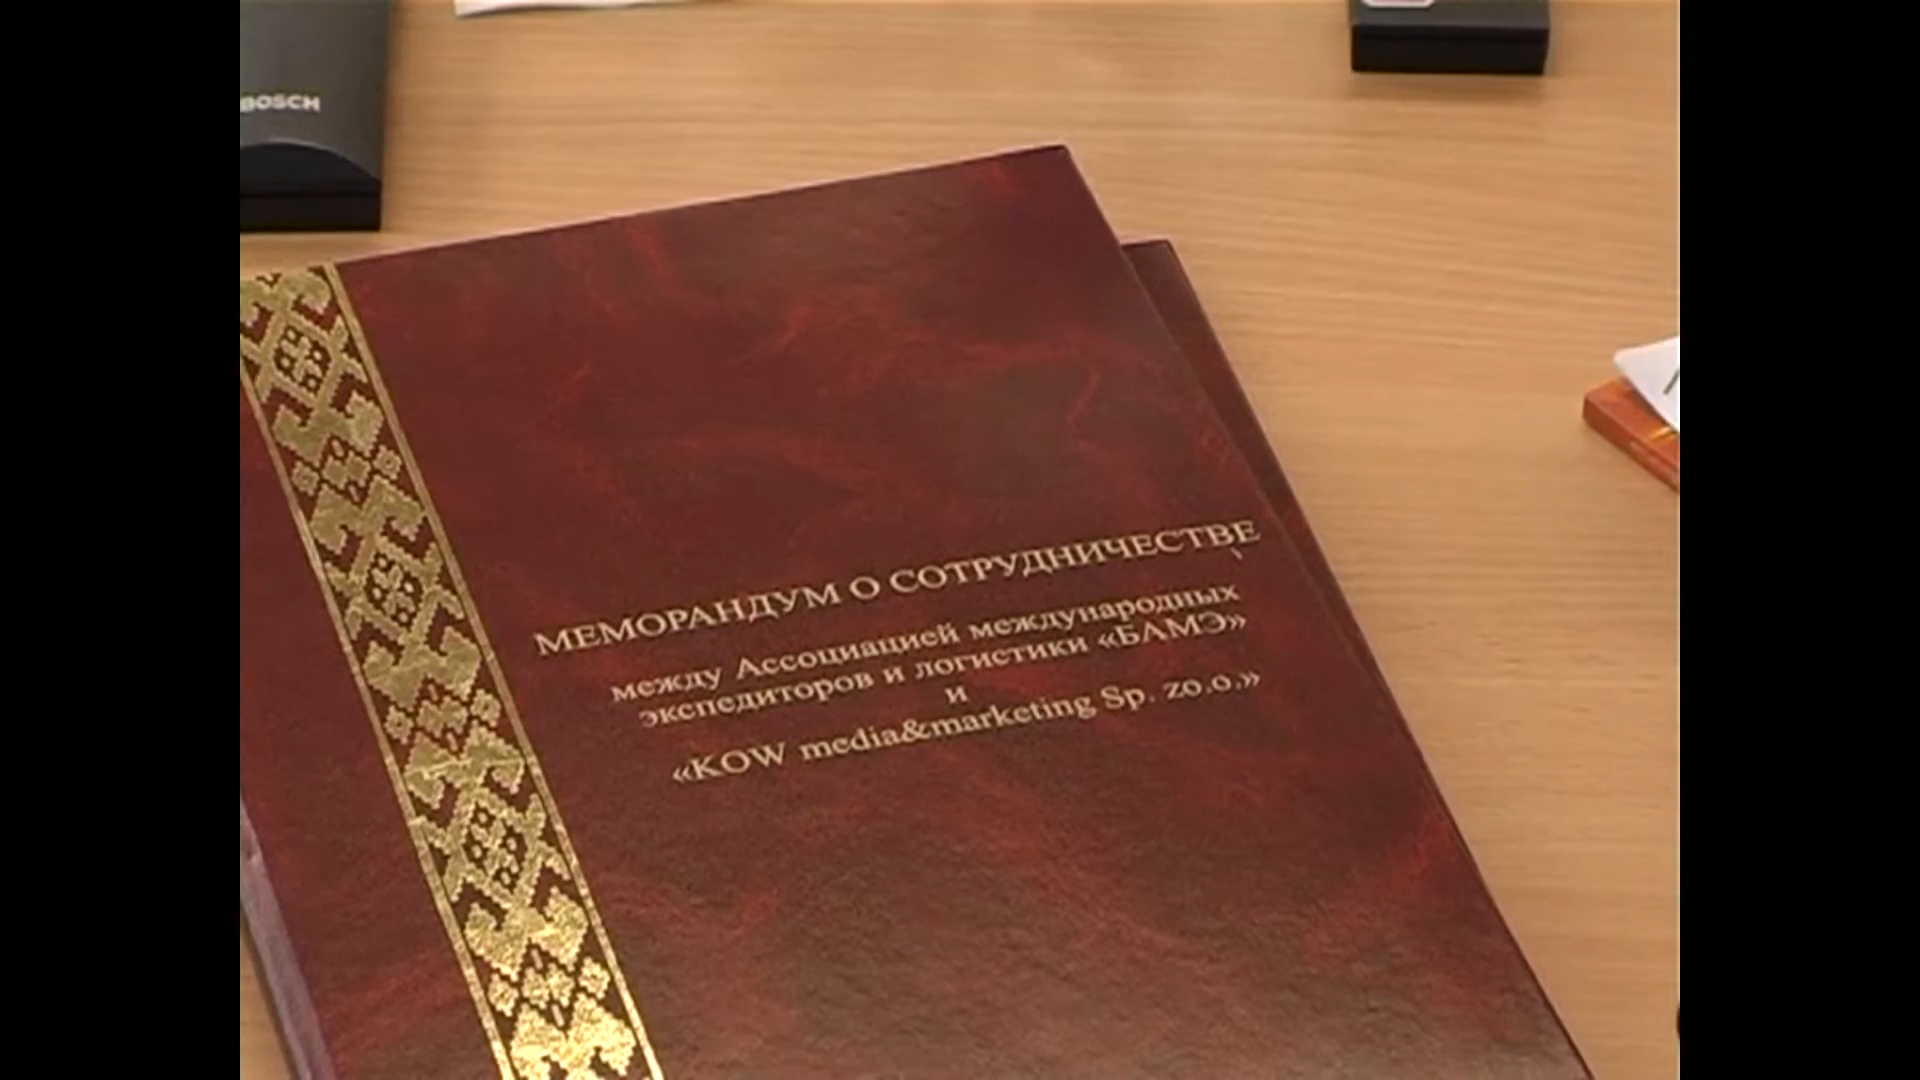 BOSCH
МЕМОРАНДУМ О СОТРУДНИЧЕСТВЕ
между Ассоциацией международных
экспедиторов и логистики «БАМЭ»
и
«KOW media&marketing Sp. zo.o.»